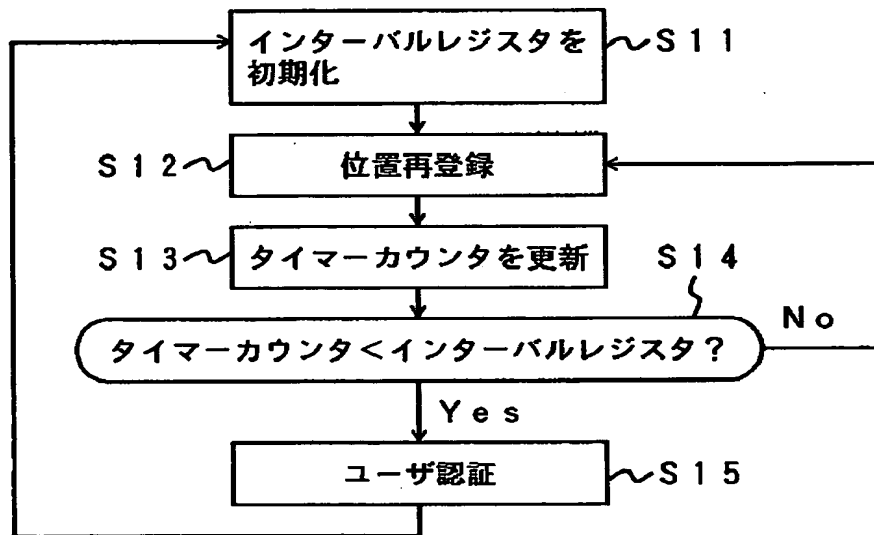 インターバルレジスタを
初期化
S11
S12
位置再登録
S13
タイマーカウンタを更新
S14
タイマーカウンタ<インターバルレジスタ?
No
Yes
ユーザ認証
S15